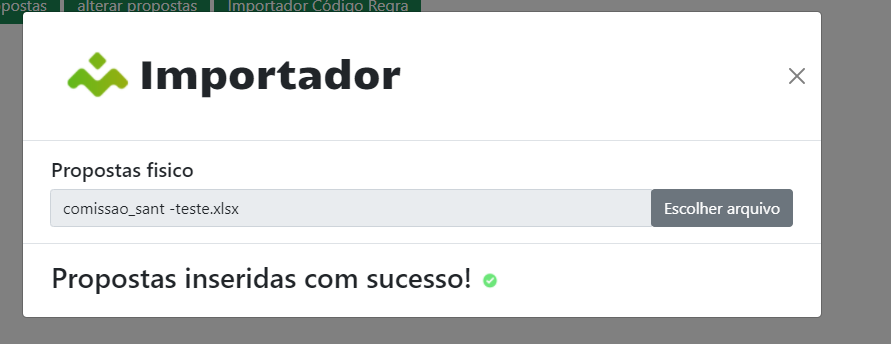 postas alterar propostas Importador Código Regra
Importador
Propostas fisico
comissao_sant -teste.xlsx Escolher arquivo
Propostas inseridas com sucesso!